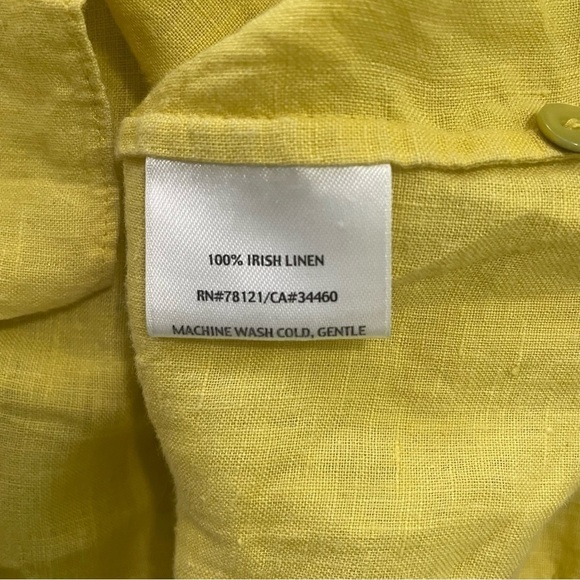 100% IRISH LINEN
RN#78121/CA#34460
MACHINE WASH COLD, GENTLE